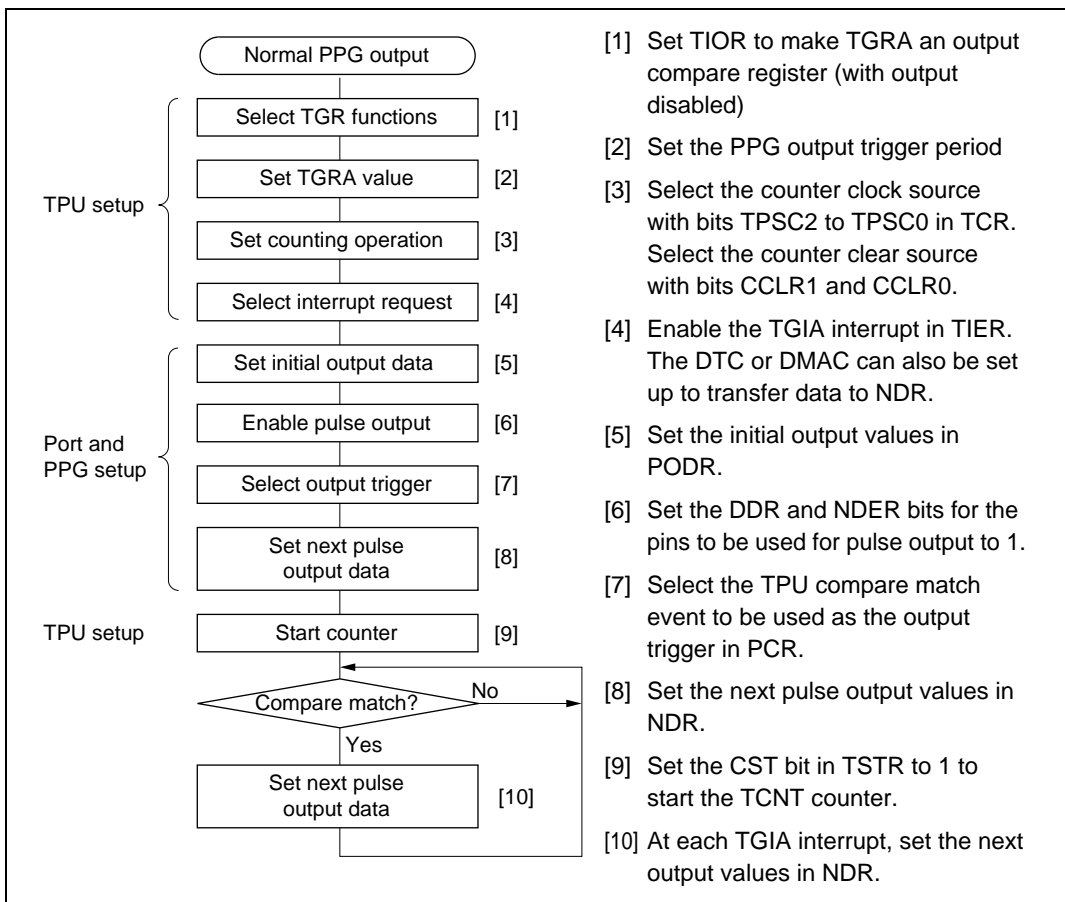 Normal PPG output
Select TGR functions [1]
Set TGRA value [2]
TPU setup
Set counting operation [3]
Select interrupt request [4]
Set initial output data [5]
Enable pulse output [6]
Port and
PPG setup
Select output trigger [7]
Set next pulse
output data
[8]
TPU setup
Start counter [9]
Compare match?
No
Yes
Set next pulse
output data
[10]
[1] Set TIOR to make TGRA an output
compare register (with output
disabled)
[2] Set the PPG output trigger period
[3] Select the counter clock source
with bits TPSC2 to TPSC0 in TCR.
Select the counter clear source
with bits CCLR1 and CCLR0.
[4] Enable the TGIA interrupt in TIER.
The DTC or DMAC can also be set
up to transfer data to NDR.
[5] Set the initial output values in
PODR.
[6] Set the DDR and NDER bits for the
pins to be used for pulse output to 1.
[7] Select the TPU compare match
event to be used as the output
trigger in PCR.
[8] Set the next pulse output values in
NDR.
[9] Set the CST bit in TSTR to 1 to
start the TCNT counter.
[10] At each TGIA interrupt, set the next
output values in NDR.